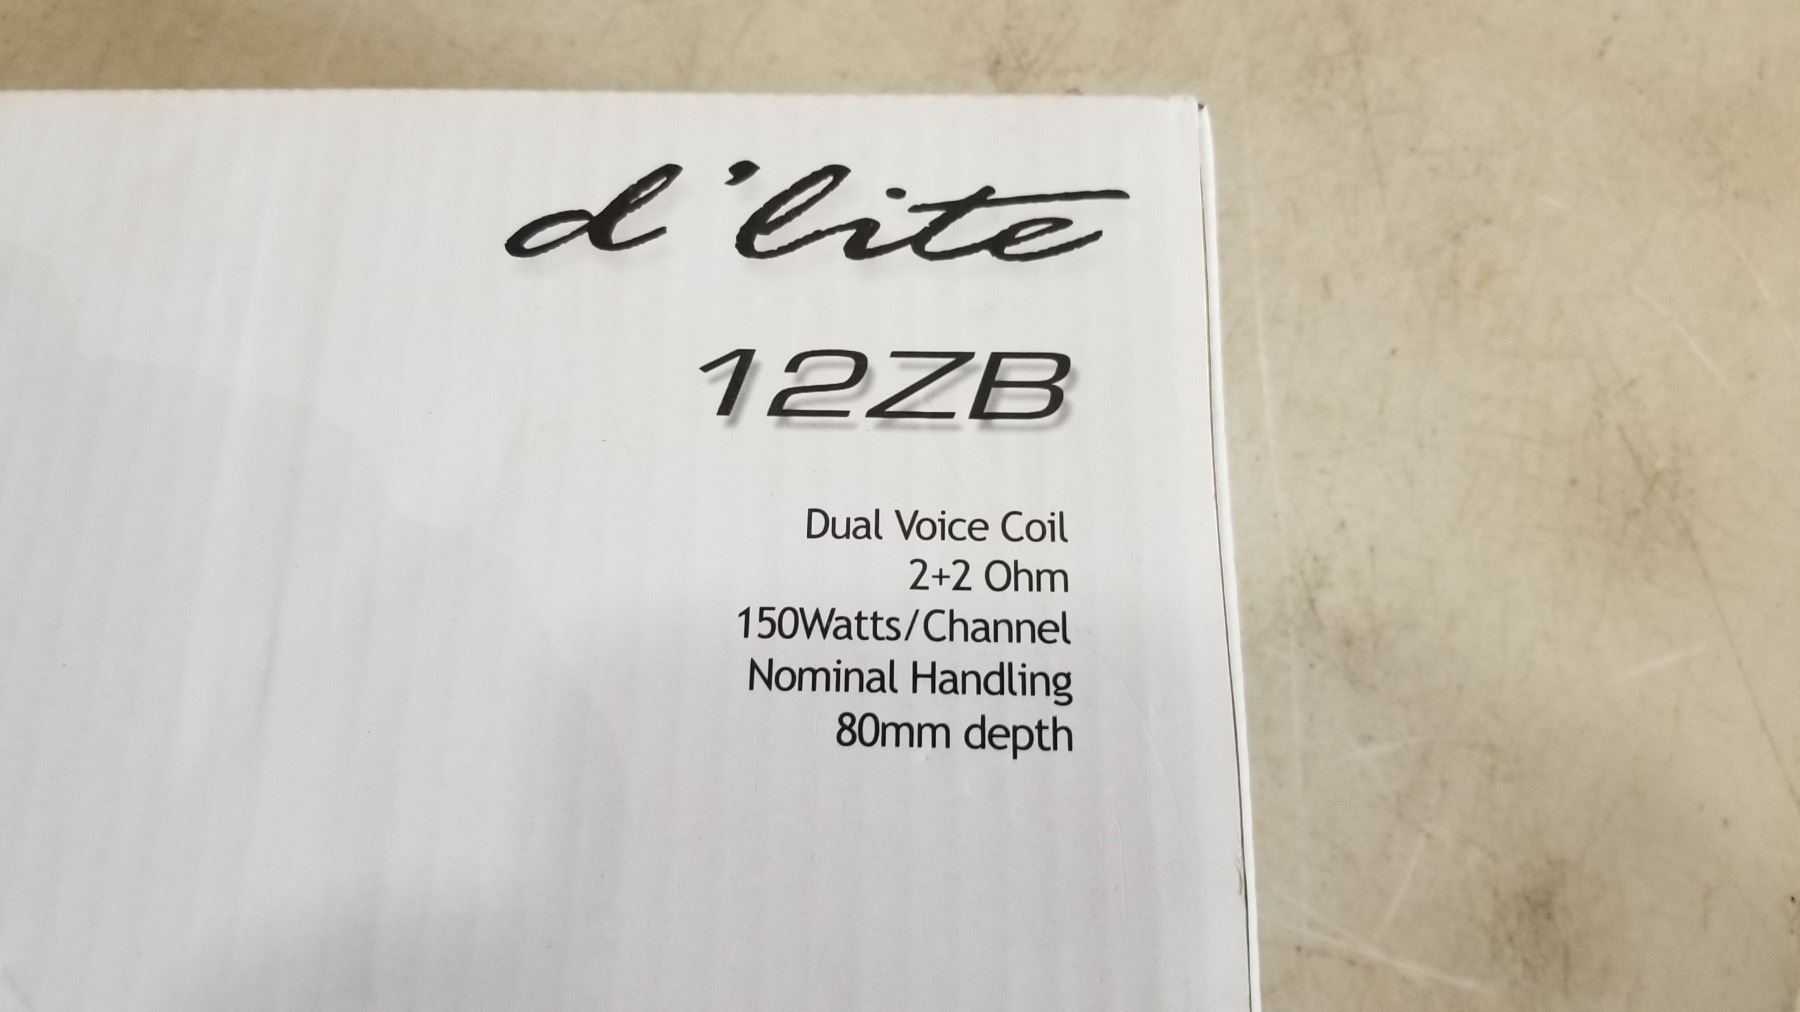 d'lite
12ZB
Dual Voice Coil
2+2 Ohm
150Watts/Channel
Nominal Handling
80mm depth